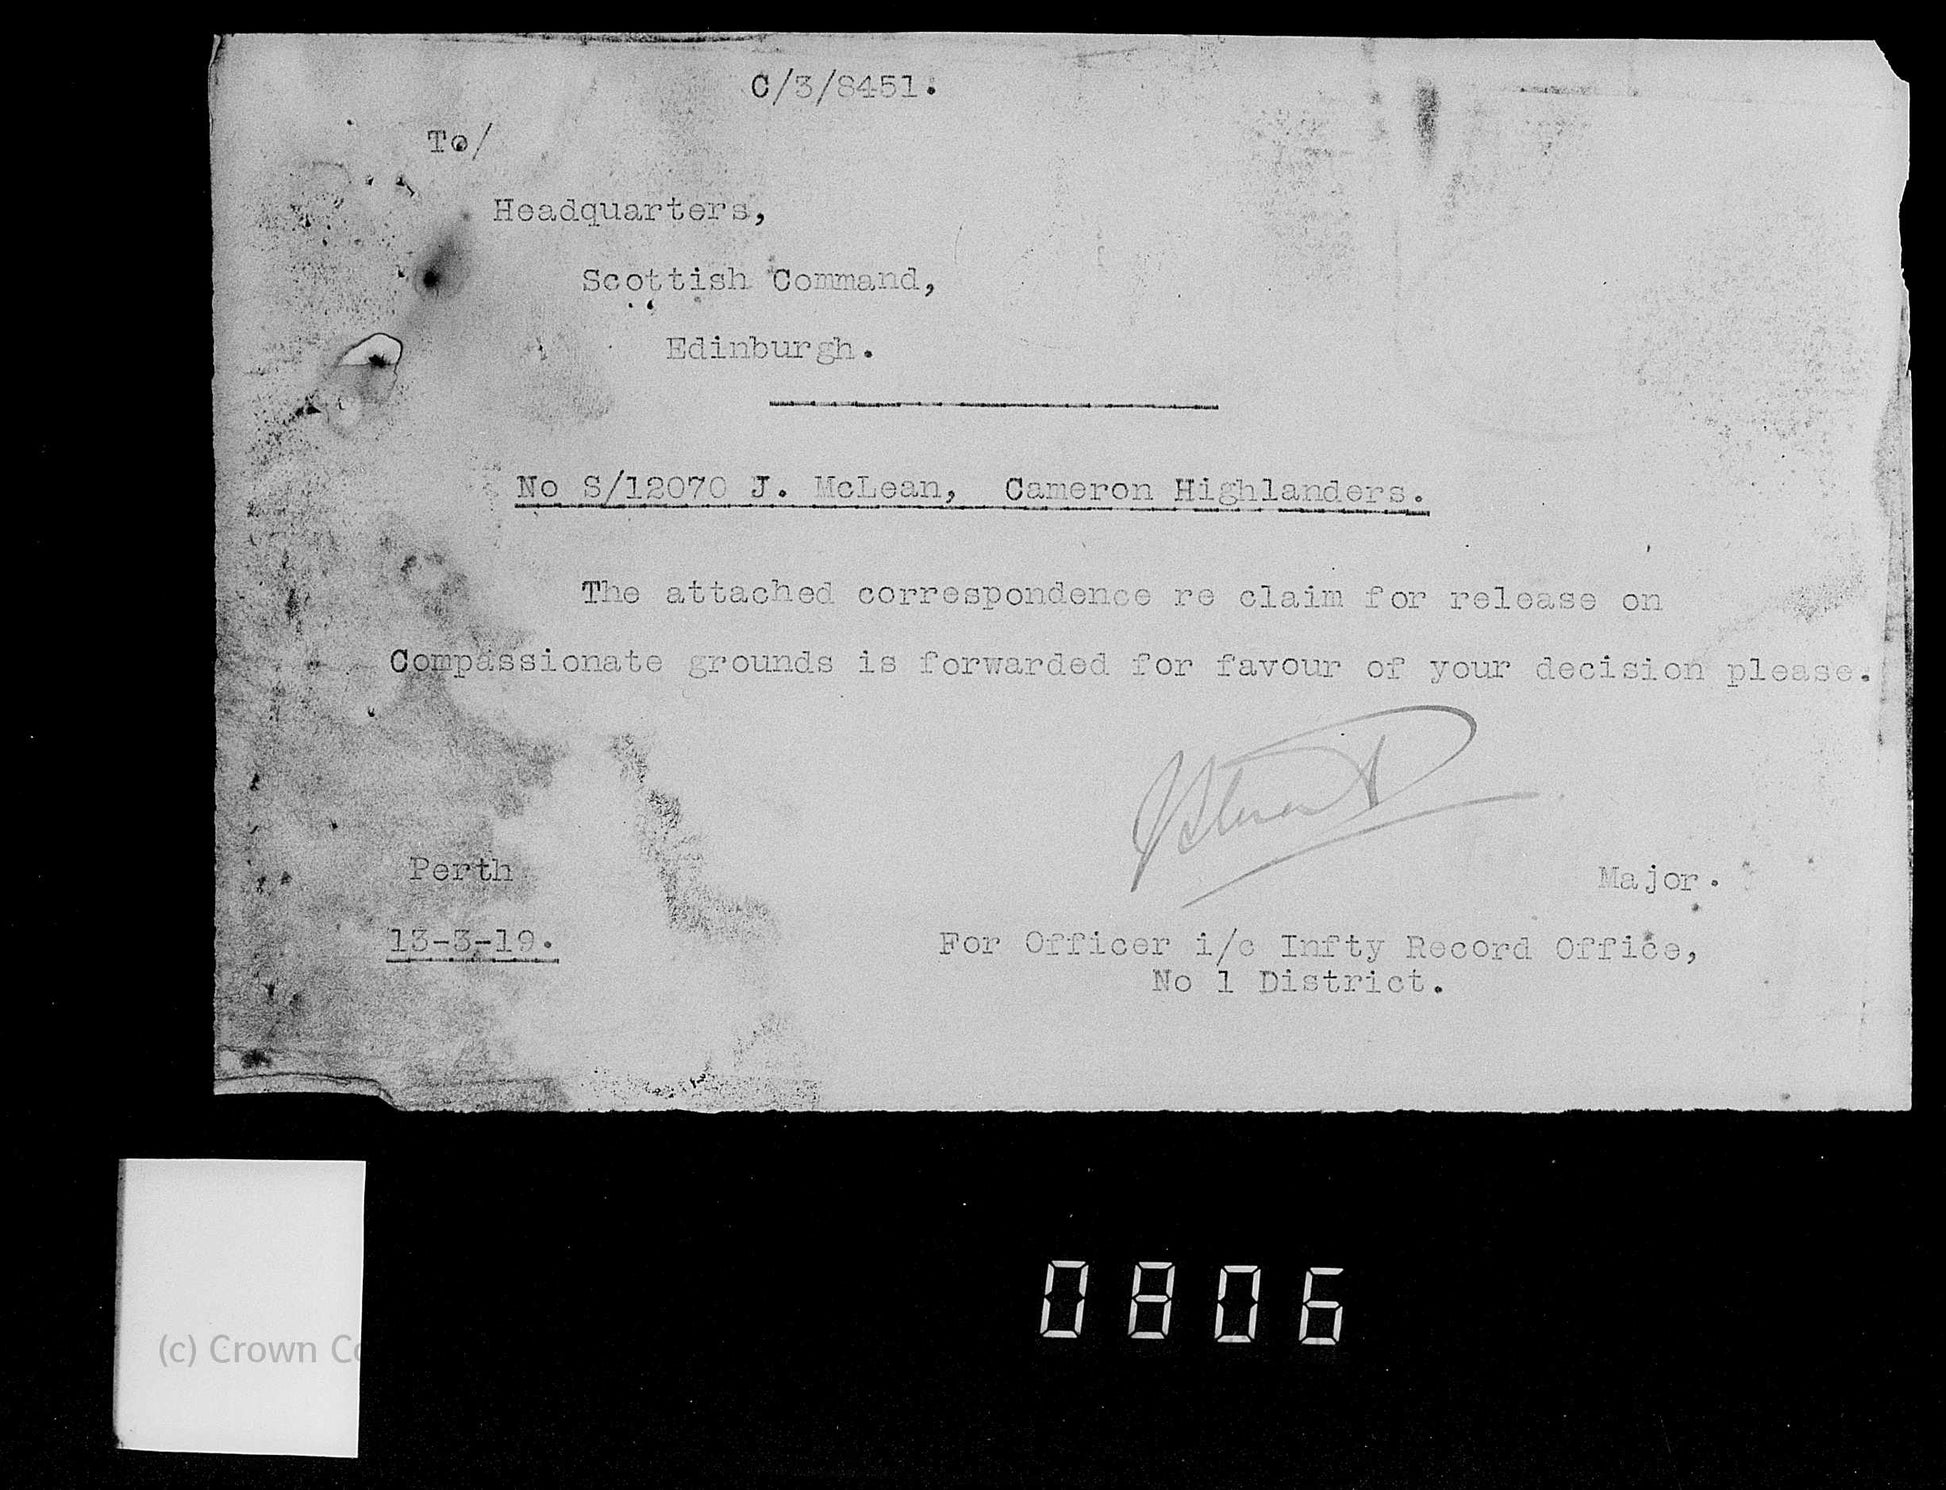 C/3/8451.
To/
Headquarters,
Scottish Command,
Edinburgh.
No S/12070 J. McLean, Cameron Highlanders.
The attached correspondence re claim for release on
Compassionate grounds is forwarded for favour of your decision please.
JStuart
Perth
Major.
13-3-19.
For Officer i/c Infty Record Office,
No 1 District.
(c) Crown Co
0806